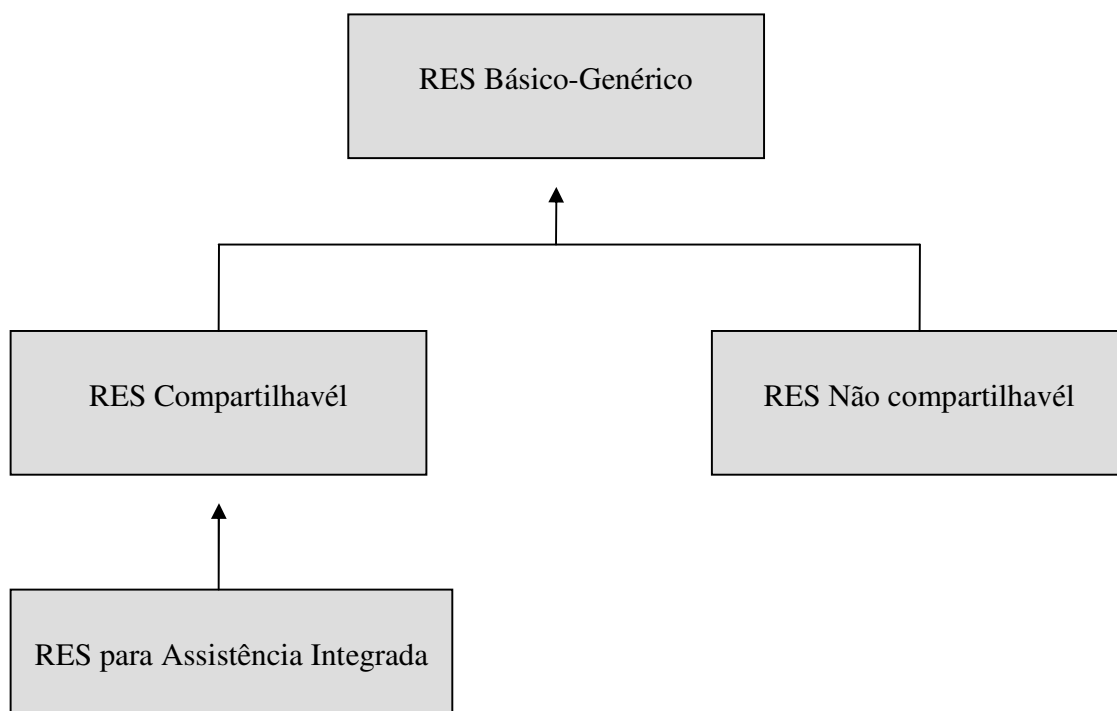 RES Básico-Genérico
RES Compartilhavél
RES Não compartilhavél
RES para Assistência Integrada